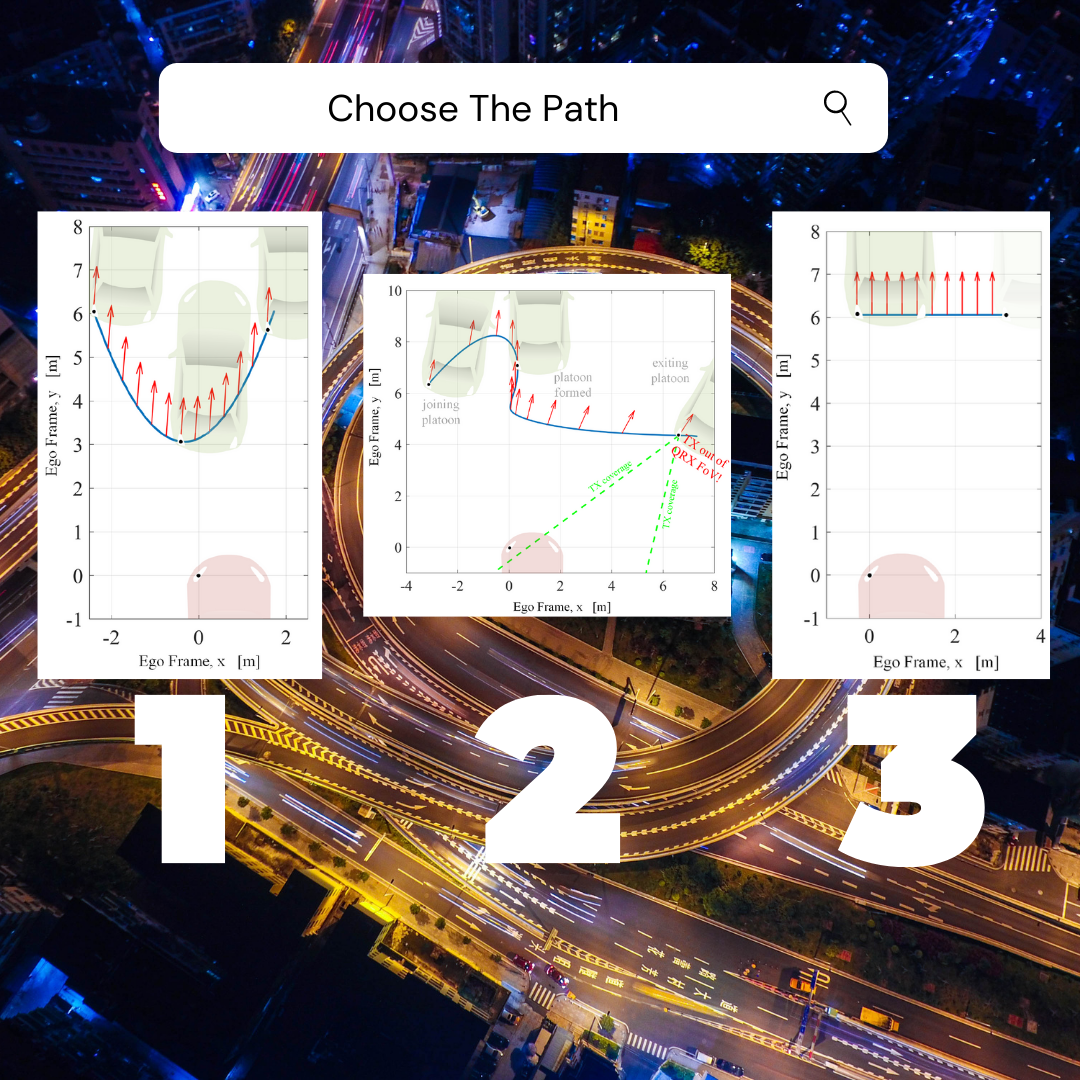 Choose The Path
8
7
6
5
4
3
2
1
0
-1
-2
0
2
Ego Frame, y [m]
Ego Frame, x [m]
10
8
6
4
2
0
-4
-2
0
2
4
6
8
Ego Frame, y [m]
Ego Frame, x [m]
joining
platoon
platoon
formed
exiting
platoon
TX out of
QRX FoV!
TX coverage
TX coverage
8
7
6
5
4
3
2
1
0
-1
0
2
4
Ego Frame, y [m]
Ego Frame, x [m]
1
2
3